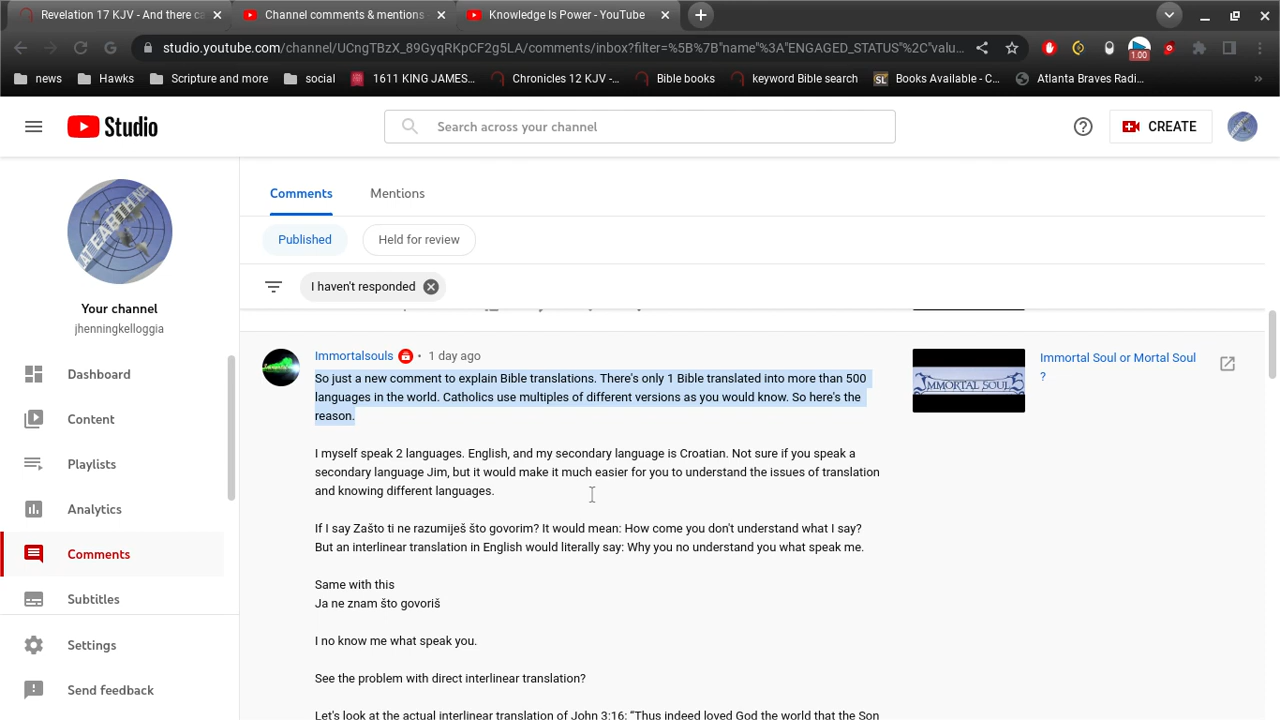 Revelation 17 KJV - And there ca
Channel comments & mentions
Knowledge Is Power - YouTube
studio.youtube.com/channel/UCngTBzX_89GyqRKpCF2g5LA/comments/inbox?filter=%5B%7B"name"%3A"ENGAGED_STATUS"%2C"valu...
1.00
news
Hawks
Scripture and more
social
1611 KING JAMES...
Chronicles 12 KJV -...
Bible books
keyword Bible search
SL
Books Available - C...
Atlanta Braves Radi...
»
Studio
Search across your channel
CREATE
Comments
Mentions
AT EARTH.NE
Published
Held for review
I haven't responded
Your channel
jhenningkelloggia
Dashboard
Content
Playlists
Analytics
Comments
Subtitles
Settings
Send feedback
Immortalsouls • 1 day ago
So just a new comment to explain Bible translations. There's only 1 Bible translated into more than 500
languages in the world. Catholics use multiples of different versions as you would know. So here's the
reason.
I myself speak 2 languages. English, and my secondary language is Croatian. Not sure if you speak a
secondary language Jim, but it would make it much easier for you to understand the issues of translation
and knowing different languages.
If I say Zašto ti ne razumiješ što govorim? It would mean: How come you don't understand what I say?
But an interlinear translation in English would literally say: Why you no understand you what speak me.
Same with this
Ja ne znam što govoriš
I no know me what speak you.
See the problem with direct interlinear translation?
Let's look at the actual interlinear translation of John 3:16: "Thus indeed loved God the world that the Son
IMMORTAL SOUL
Immortal Soul or Mortal Soul
?